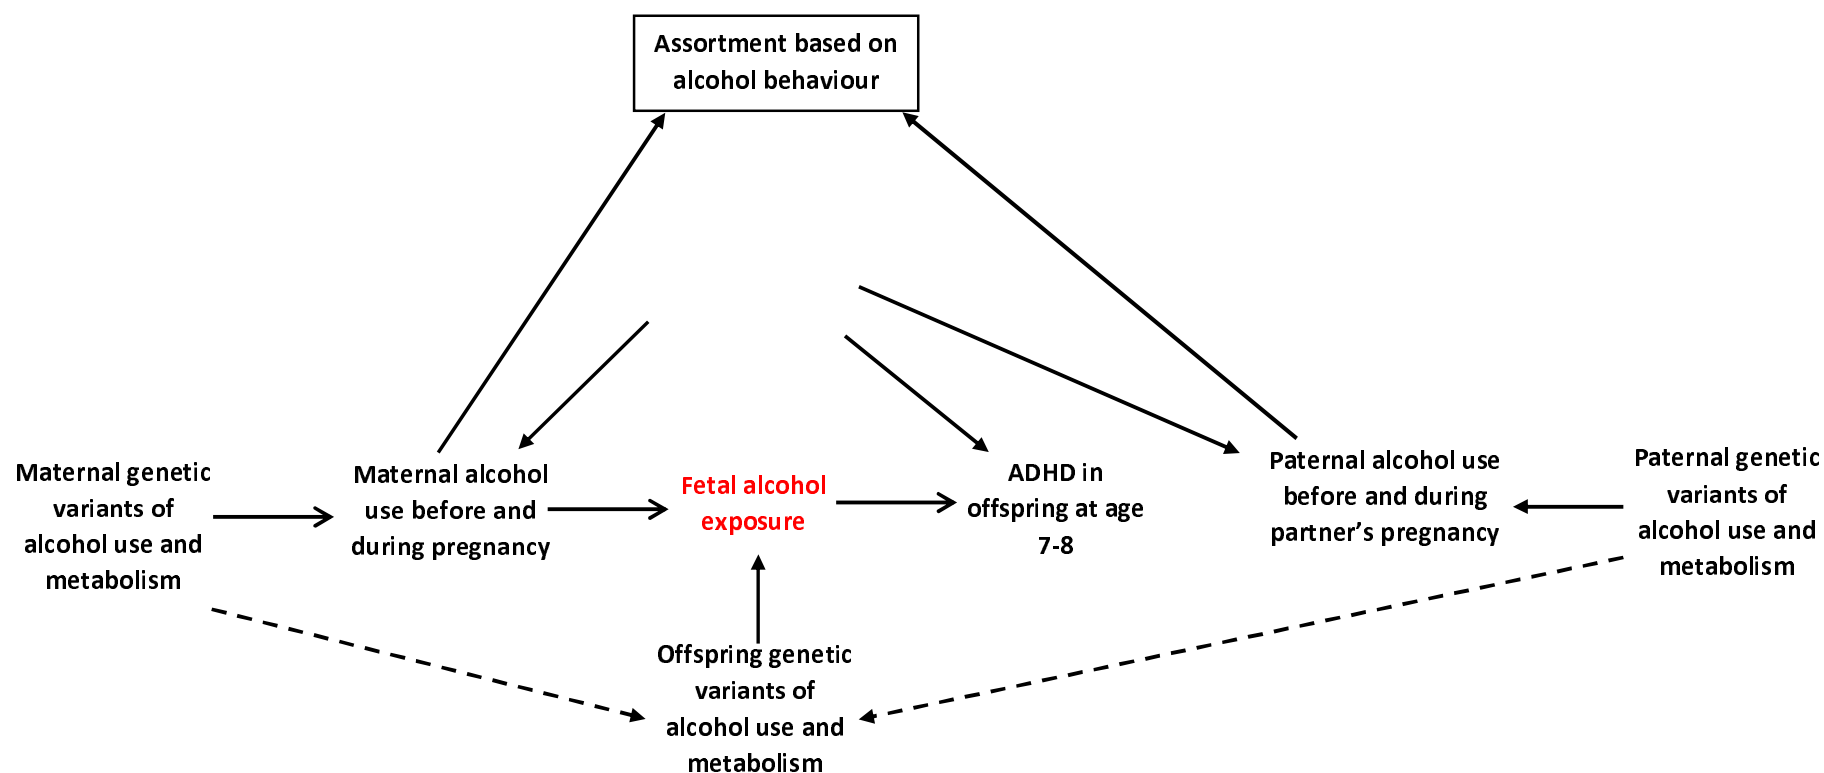 Assortment based on
alcohol behaviour
Maternal genetic
variants of
alcohol use and
metabolism
Maternal alcohol
use before and
during pregnancy
Fetal alcohol
exposure
ADHD in
offspring at age
7-8
Paternal alcohol use
before and during
partner’s pregnancy
Paternal genetic
variants of
alcohol use and
metabolism
Offspring genetic
variants of
alcohol use and
metabolism